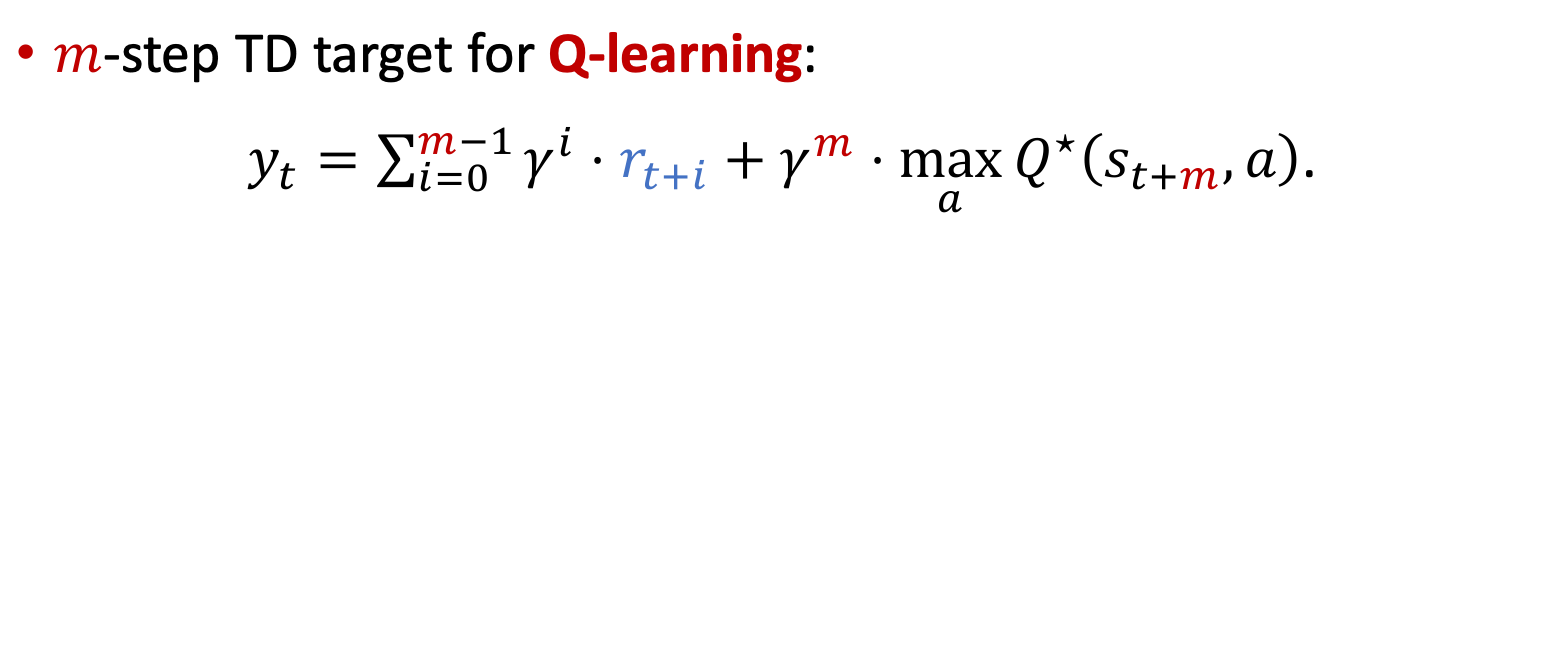 • m-step TD target for Q-learning:
y_t = ∑_{i=0}^{m−1} γ^i · r_{t+i} + γ^m · max_a Q^⋆(s_{t+m}, a).